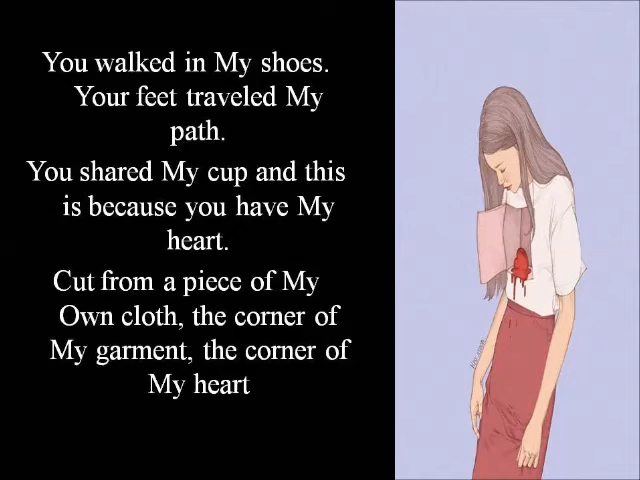 You walked in My shoes.
Your feet traveled My
path.
You shared My cup and this
is because you have My
heart.
Cut from a piece of My
Own cloth, the corner of
My garment, the corner of
My heart